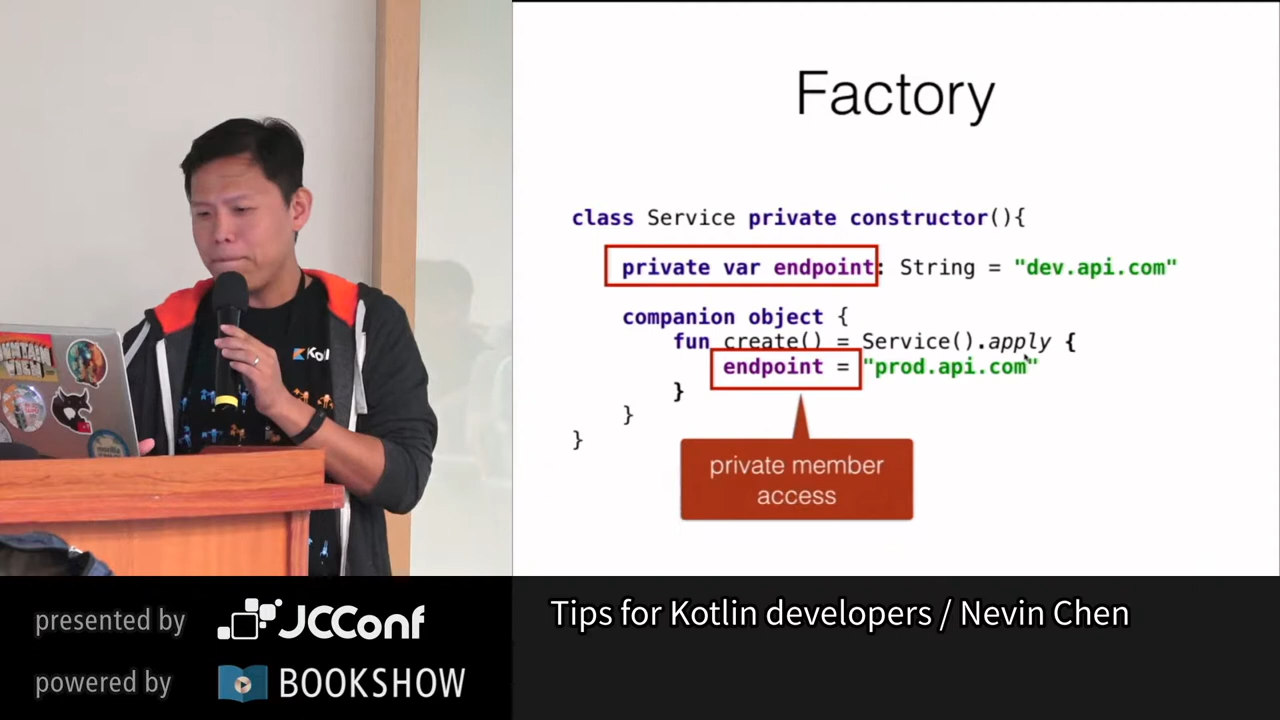 Factory
class Service private constructor(){
private var endpoint: String = "dev.api.com"
companion object {
fun create() = Service().apply {
endpoint = "prod.api.com"
}
}
}
private member
access
presented by JCConf
powered by BOOKSHOW
Tips for Kotlin developers / Nevin Chen